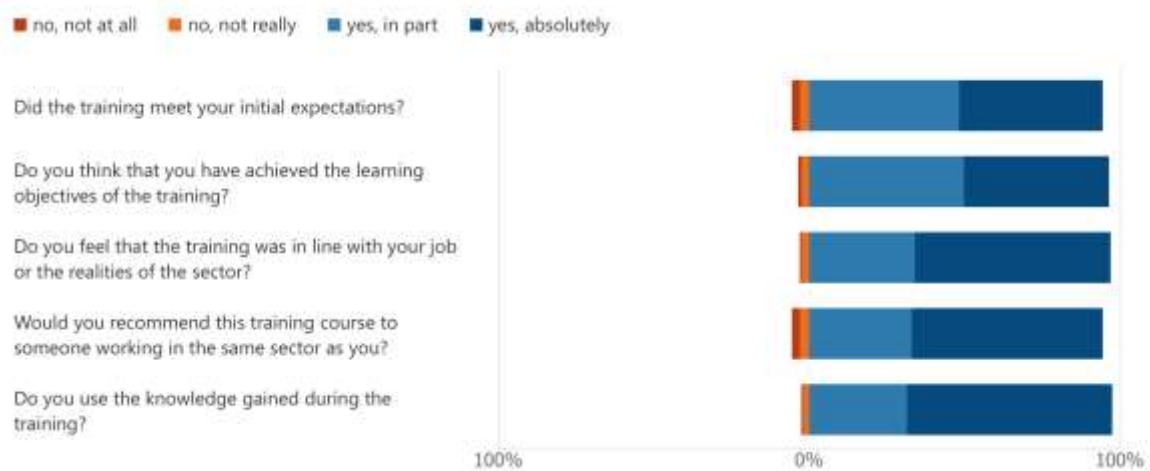 no, not at all no, not really yes, in part yes, absolutely
Did the training meet your initial expectations?
Do you think that you have achieved the learning
objectives of the training?
Do you feel that the training was in line with your job
or the realities of the sector?
Would you recommend this training course to
someone working in the same sector as you?
Do you use the knowledge gained during the
training?
100% 0% 100%